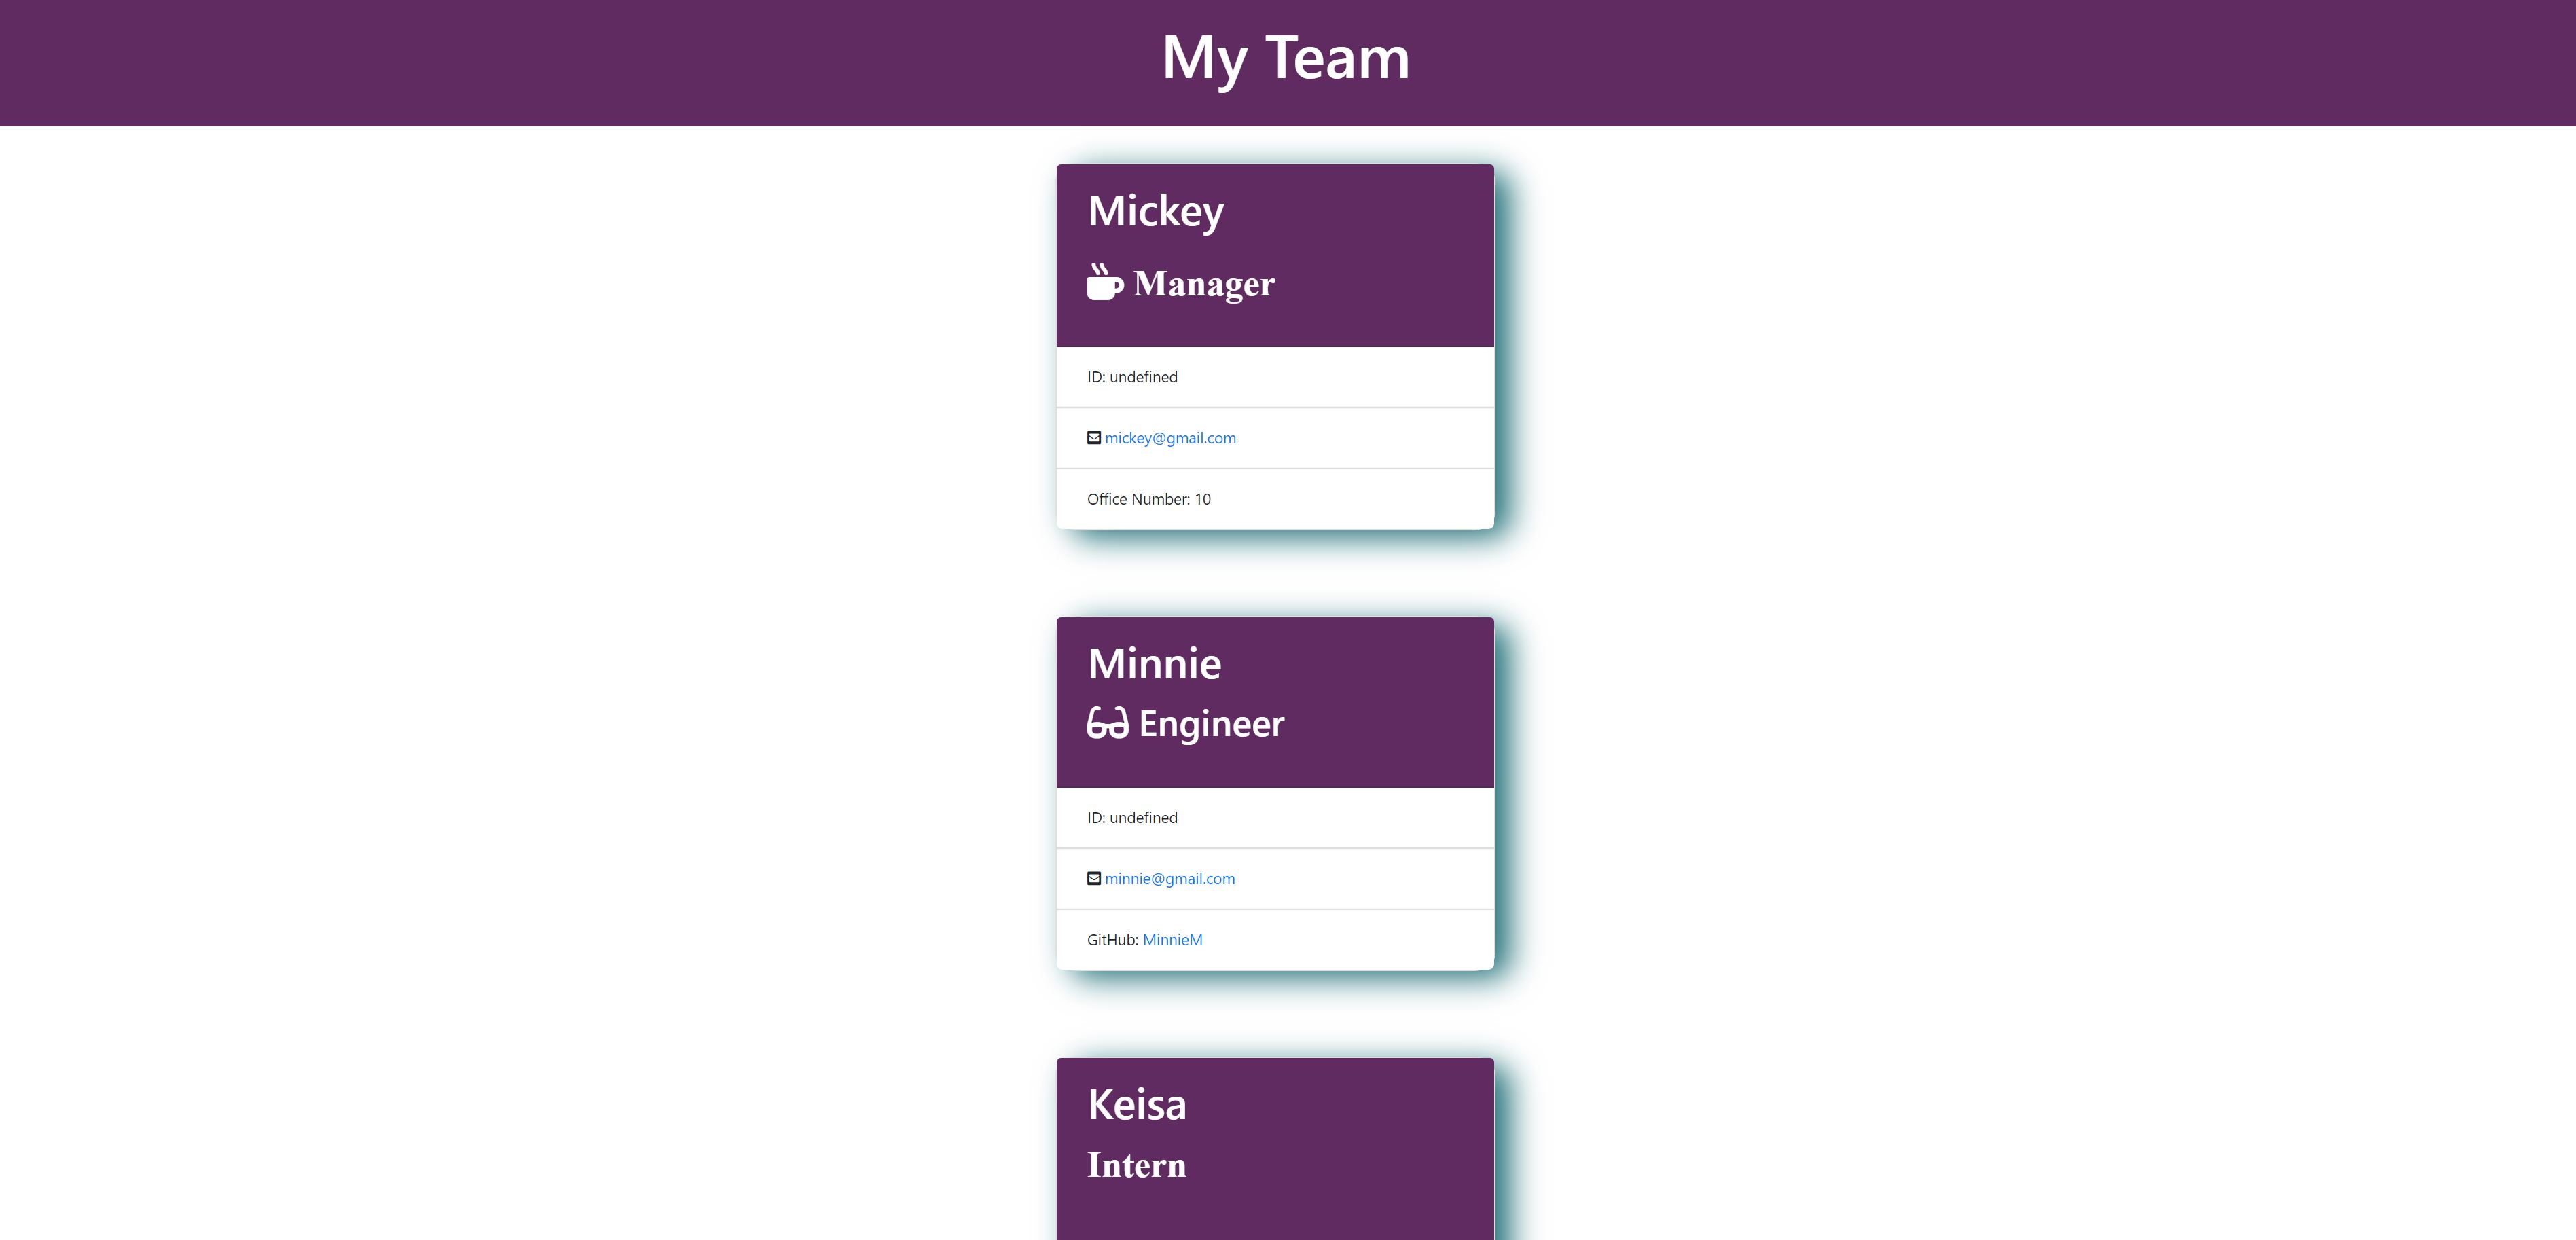 My Team
Mickey
Manager
ID: undefined
mickey@gmail.com
Office Number: 10
Minnie
Engineer
ID: undefined
minnie@gmail.com
GitHub: MinnieM
Keisa
Intern